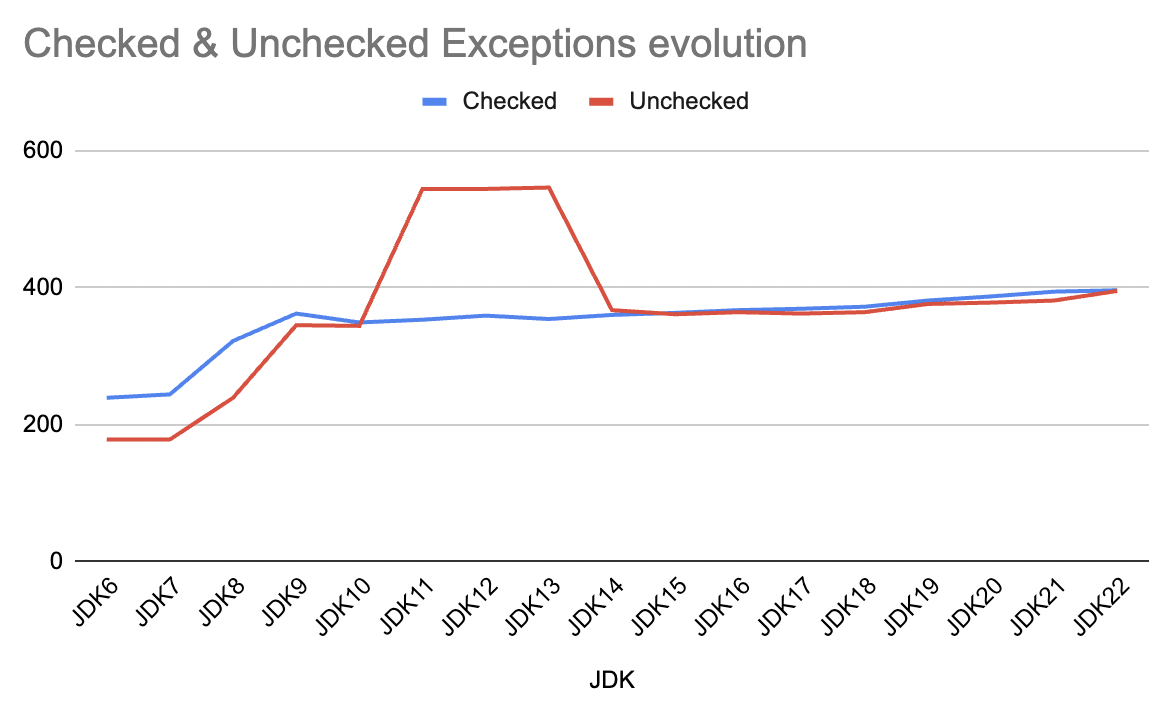 Checked & Unchecked Exceptions evolution
Checked Unchecked
600
400
200
0
JDK6 JDK7 JDK8 JDK9 JDK10 JDK11 JDK12 JDK13 JDK14 JDK15 JDK16 JDK17 JDK18 JDK19 JDK20 JDK21 JDK22
JDK